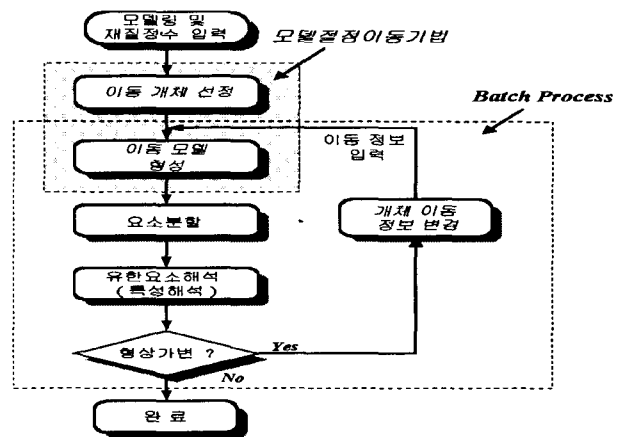 모델링 및
재질정수 입력
모델절점이동기법
이동 개체 선정
Batch Process
이동 정보
입력
이동 모델
형성
개체 이동
정보 변경
요소분할
유한요소해석
(특성해석)
형상가변 ?
Yes
No
완 료